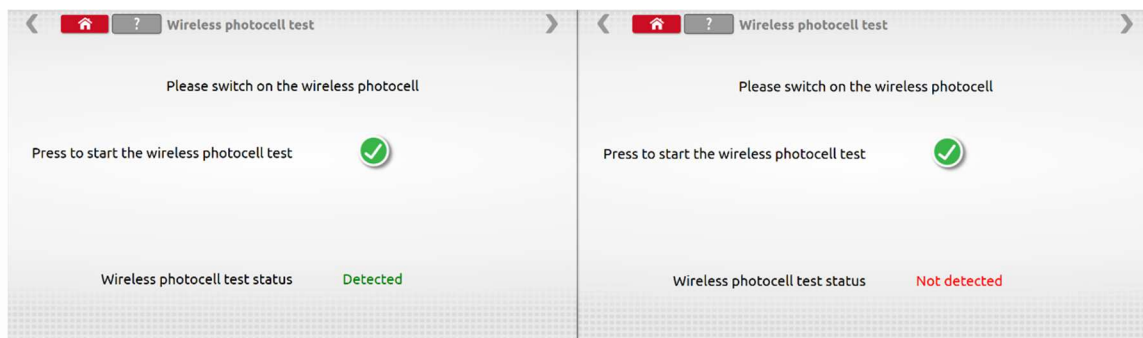 ? Wireless photocell test
Please switch on the wireless photocell
Press to start the wireless photocell test
Wireless photocell test status Detected
? Wireless photocell test
Please switch on the wireless photocell
Press to start the wireless photocell test
Wireless photocell test status Not detected